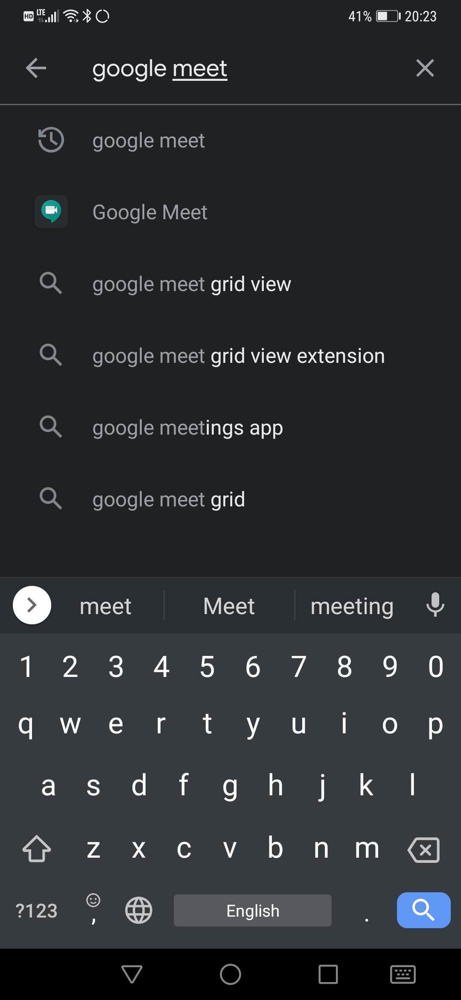 HD LTE 41% 20:23
google meet
google meet
Google Meet
google meet grid view
google meet grid view extension
google meetings app
google meet grid
meet Meet meeting
1 2 3 4 5 6 7 8 9 0
q w e r t y u i o p
a s d f g h j k l
z x c v b n m
?123 , English .